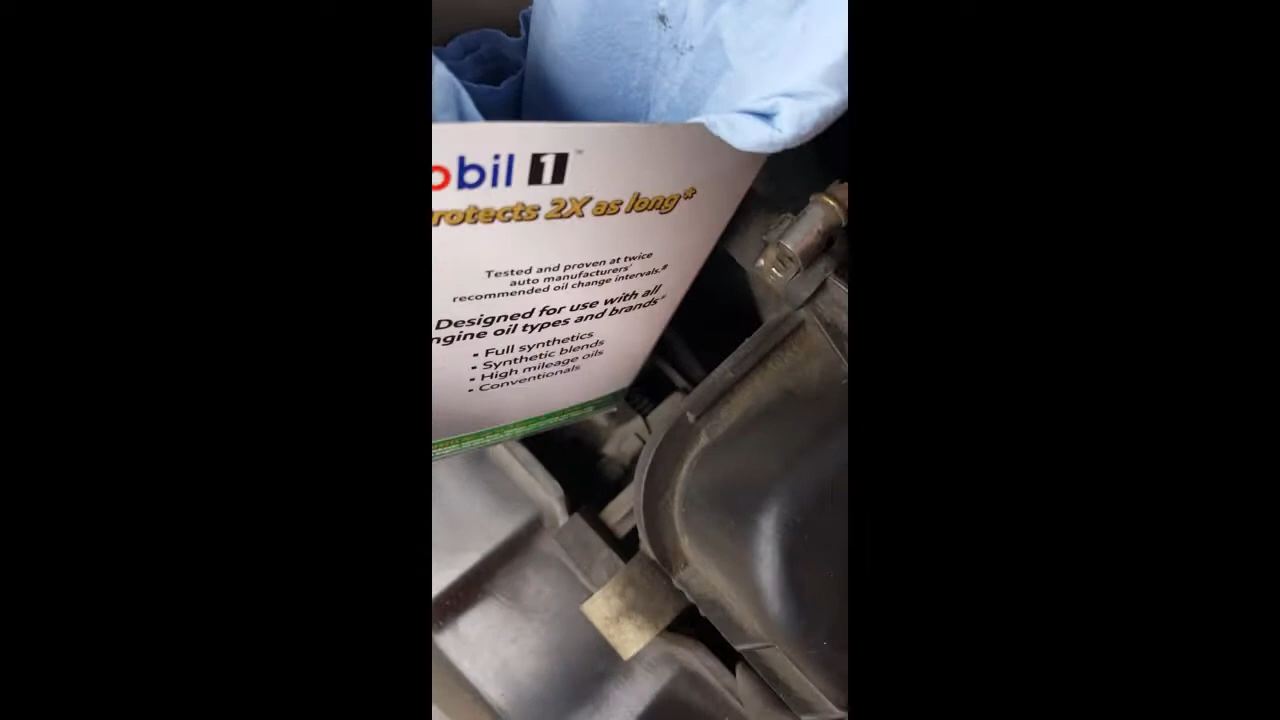 obil 1™
rotects 2X as long*
Tested and proven at twice
auto manufacturers'
recommended oil change intervals.#
Designed for use with all
ngine oil types and brands*
• Full synthetics
• Synthetic blends
• High mileage oils
• Conventionals